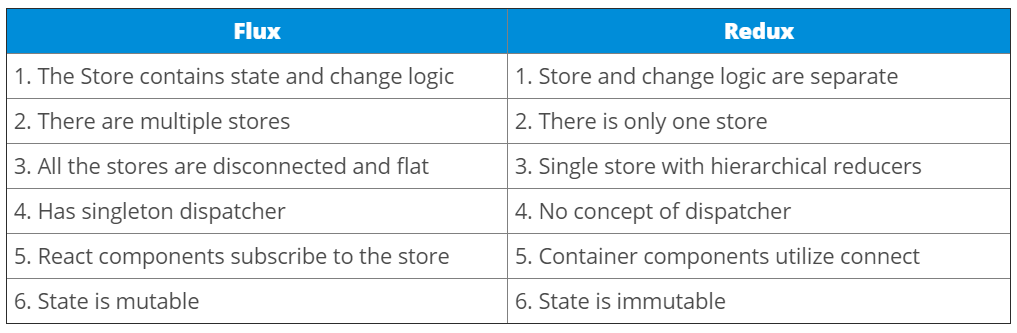 Flux
Redux
1. The Store contains state and change logic
1. Store and change logic are separate
2. There are multiple stores
2. There is only one store
3. All the stores are disconnected and flat
3. Single store with hierarchical reducers
4. Has singleton dispatcher
4. No concept of dispatcher
5. React components subscribe to the store
5. Container components utilize connect
6. State is mutable
6. State is immutable